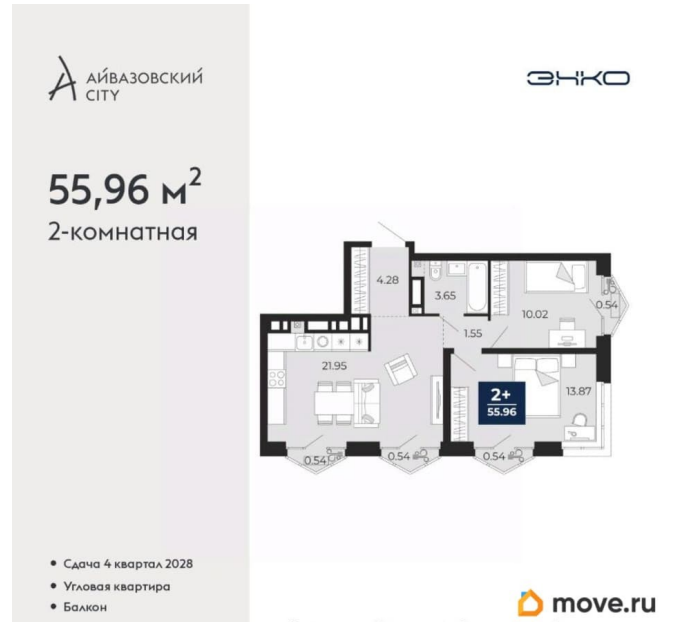 АЙВАЗОВСКИЙ
CITY
ЭНКО
55,96 м²
2-комнатная
4.28
3.65
10.02
0.54
1.55
21.95
13.87
2+
55.96
0.54
0.54
0.54
• Сдача 4 квартал 2028
• Угловая квартира
• Балкон
move.ru